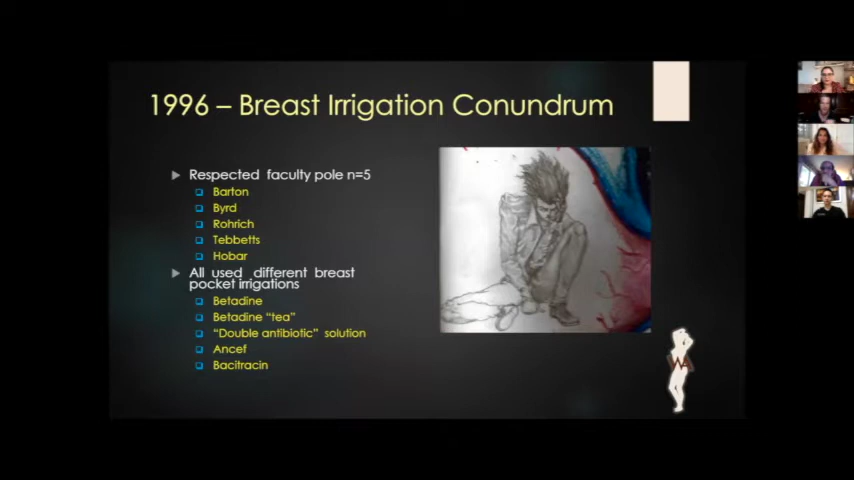 1996 – Breast Irrigation Conundrum
Respected faculty pole n=5
Barton
Byrd
Rohrich
Tebbetts
Hobar
All used different breast
pocket irrigations
Betadine
Betadine “tea”
“Double antibiotic” solution
Ancef
Bacitracin
WA